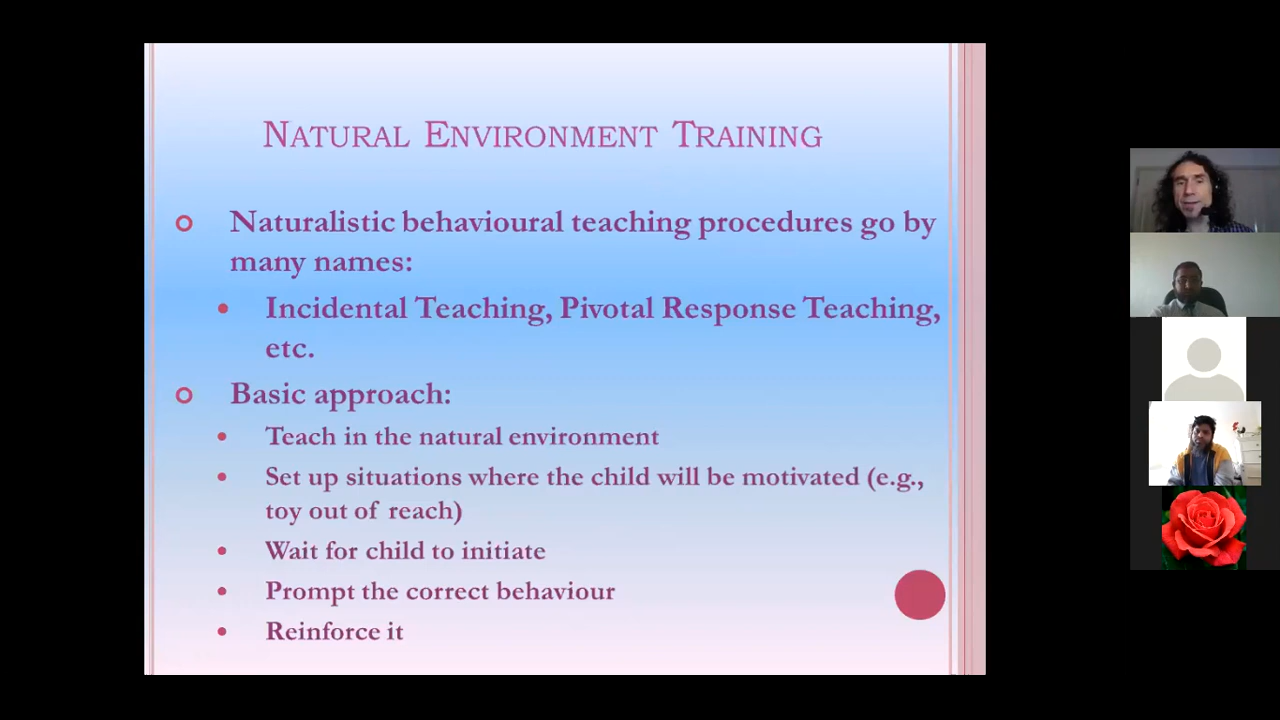 Natural Environment Training
Naturalistic behavioural teaching procedures go by
many names:
Incidental Teaching, Pivotal Response Teaching,
etc.
Basic approach:
Teach in the natural environment
Set up situations where the child will be motivated (e.g.,
toy out of reach)
Wait for child to initiate
Prompt the correct behaviour
Reinforce it